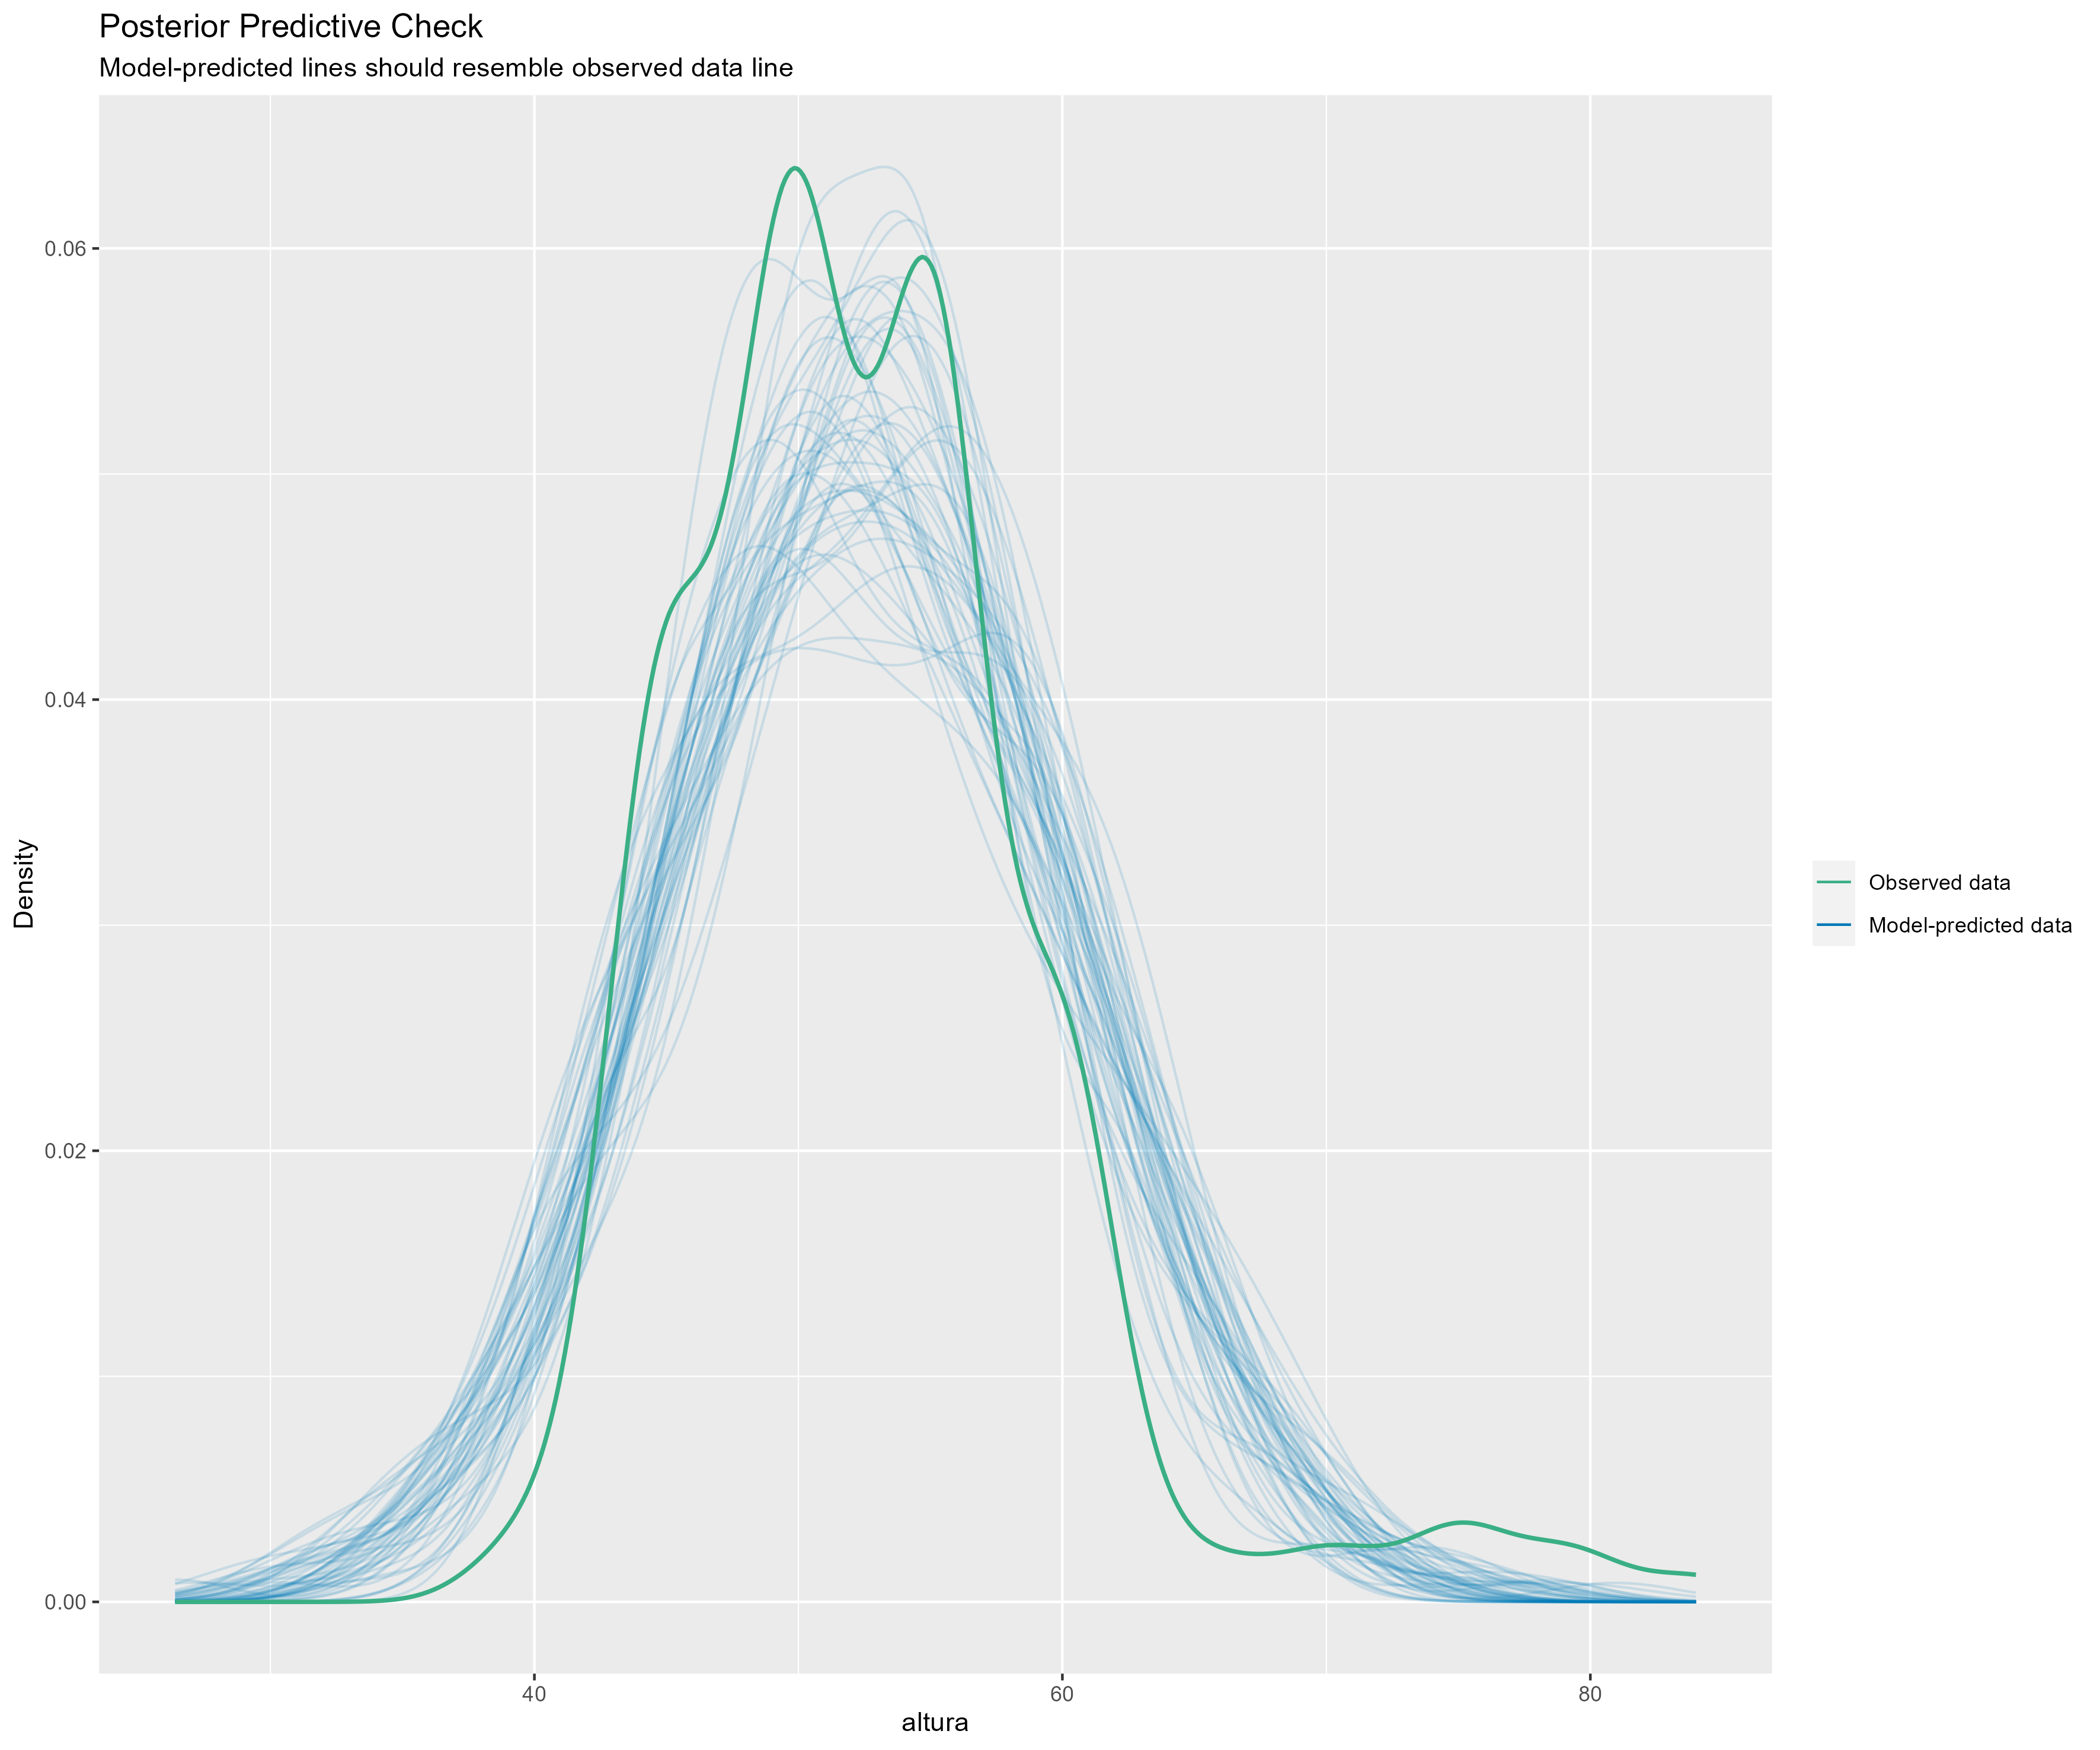 Posterior Predictive Check
Model-predicted lines should resemble observed data line
0.06
0.04
0.02
0.00
Density
40
60
80
altura
Observed data
Model-predicted data